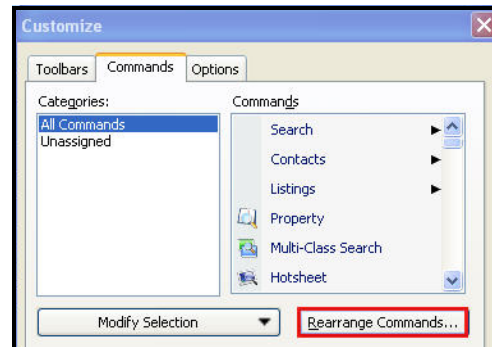 Customize
Toolbars Commands Options
Categories:
All Commands
Unassigned
Commands
Search
Contacts
Listings
Property
Multi-Class Search
Hotsheet
Modify Selection
Rearrange Commands...